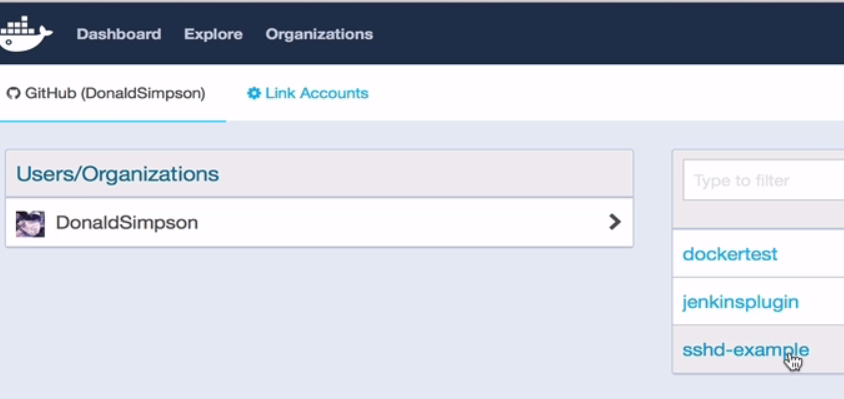 Dashboard Explore Organizations
GitHub (DonaldSimpson) Link Accounts
Users/Organizations
DonaldSimpson
Type to filter
dockertest
jenkinsplugin
sshd-example